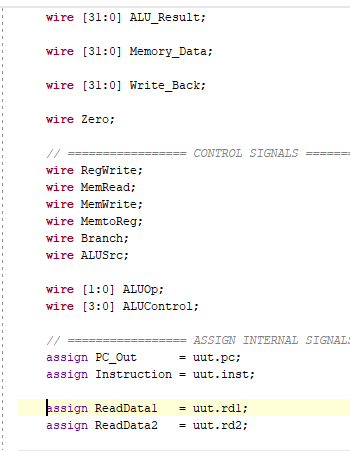 wire [31:0] ALU_Result;
wire [31:0] Memory_Data;
wire [31:0] Write_Back;
wire Zero;
// ================= CONTROL SIGNALS ======
wire RegWrite;
wire MemRead;
wire MemWrite;
wire MemtoReg;
wire Branch;
wire ALUSrc;
wire [1:0] ALUOp;
wire [3:0] ALUControl;
// ================= ASSIGN INTERNAL SIGNALS
assign PC_Out      = uut.pc;
assign Instruction = uut.inst;
assign ReadData1   = uut.rd1;
assign ReadData2   = uut.rd2;